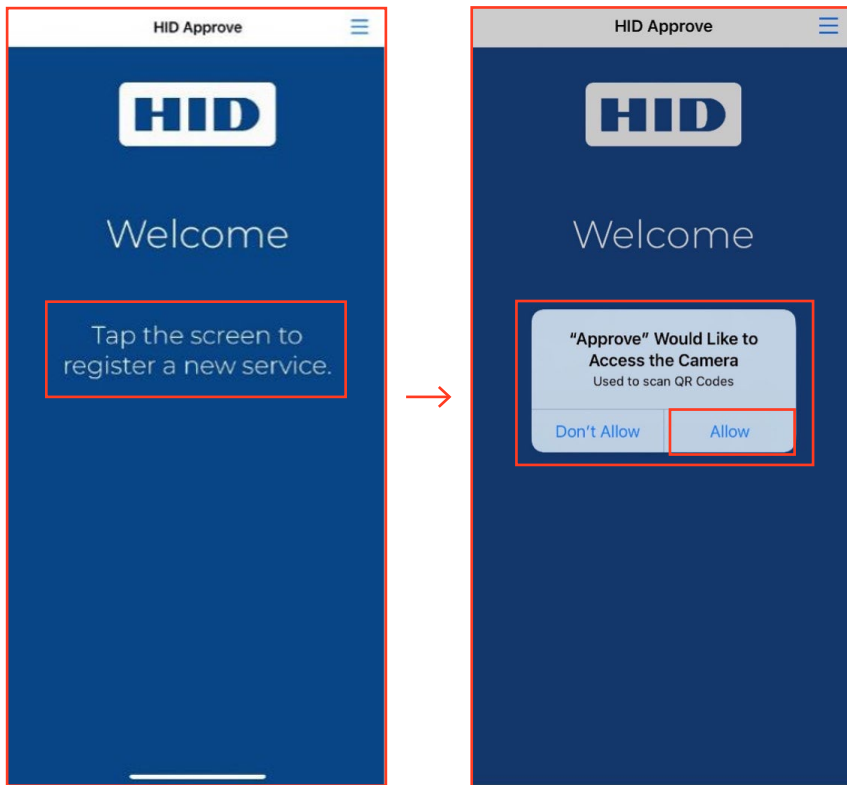 HID Approve
HID
Welcome
Tap the screen to
register a new service.
HID Approve
HID
Welcome
“Approve” Would Like to
Access the Camera
Used to scan QR Codes
Don't Allow
Allow